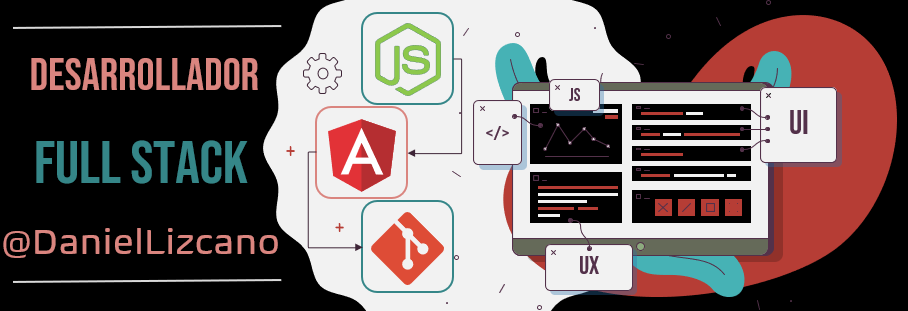 DESARROLLADOR
FULL STACK
@DanielLizcano
JS
JS
</>
UI
UX